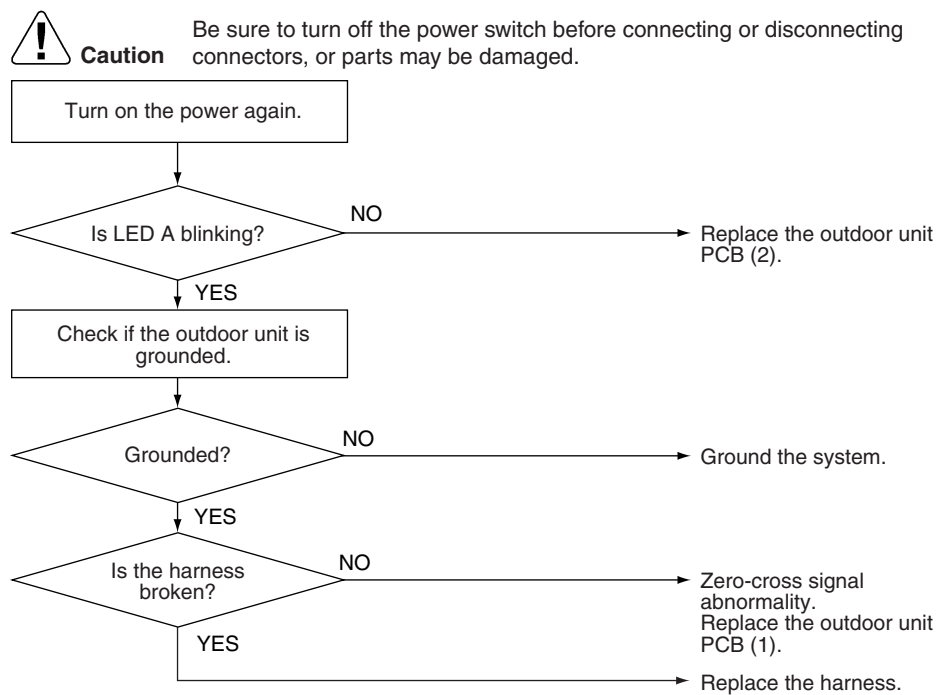 Be sure to turn off the power switch before connecting or disconnecting
Caution connectors, or parts may be damaged.
Turn on the power again.
Is LED A blinking?
NO
Replace the outdoor unit
PCB (2).
YES
Check if the outdoor unit is
grounded.
Grounded?
NO
Ground the system.
YES
Is the harness
broken?
NO
Zero-cross signal
abnormality.
Replace the outdoor unit
PCB (1).
YES
Replace the harness.